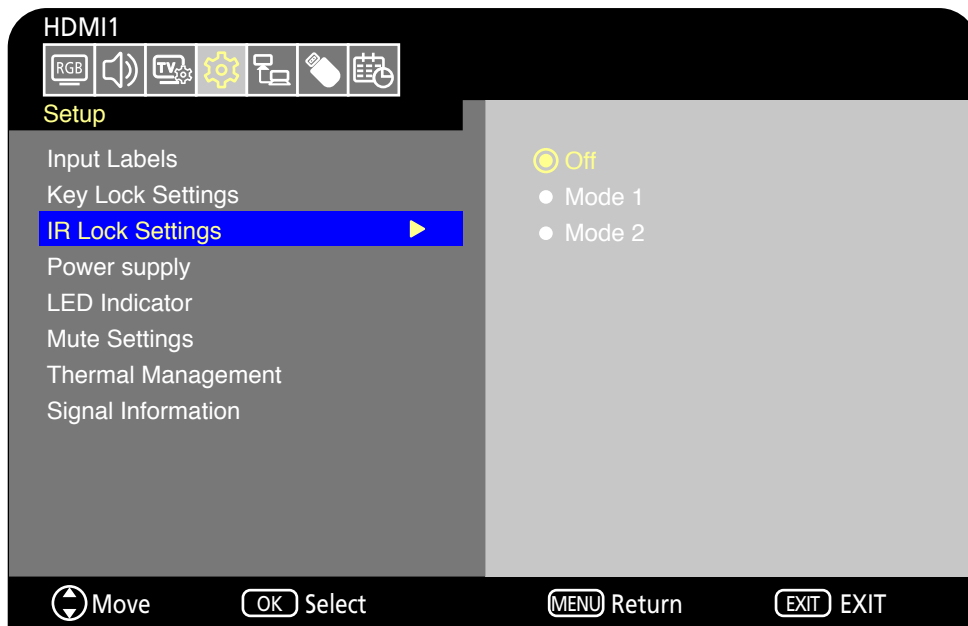 HDMI1
RGB TV
Setup
Input Labels
Key Lock Settings
IR Lock Settings
Power supply
LED Indicator
Mute Settings
Thermal Management
Signal Information
Off
Mode 1
Mode 2
Move OK Select MENU Return EXIT EXIT